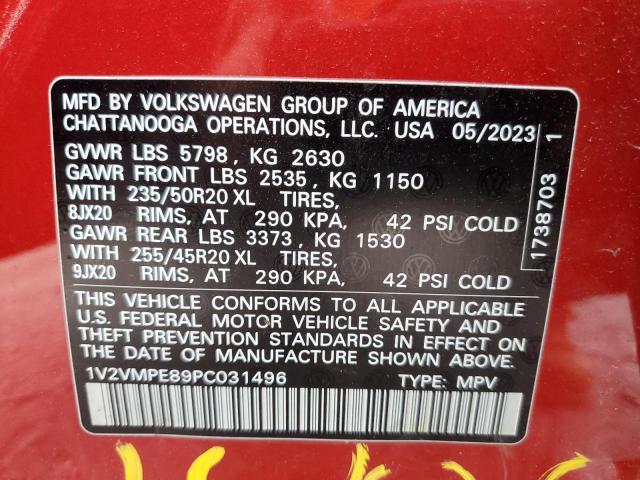 MFD BY VOLKSWAGEN GROUP OF AMERICA
CHATTANOOGA OPERATIONS, LLC. USA 05/2023
GVWR LBS 5798, KG 2630
GAWR FRONT LBS 2535, KG 1150
WITH 235/50R20 XL TIRES,
8JX20 RIMS, AT 290 KPA, 42 PSI COLD
GAWR REAR LBS 3373, KG 1530
WITH 255/45R20 XL TIRES,
9JX20 RIMS, AT 290 KPA, 42 PSI COLD
THIS VEHICLE CONFORMS TO ALL APPLICABLE
U.S. FEDERAL MOTOR VEHICLE SAFETY AND
THEFT PREVENTION STANDARDS IN EFFECT ON
THE DATE OF MANUFACTURE SHOWN ABOVE.
1V2VMPE89PC031496 TYPE: MPV
1738703 1